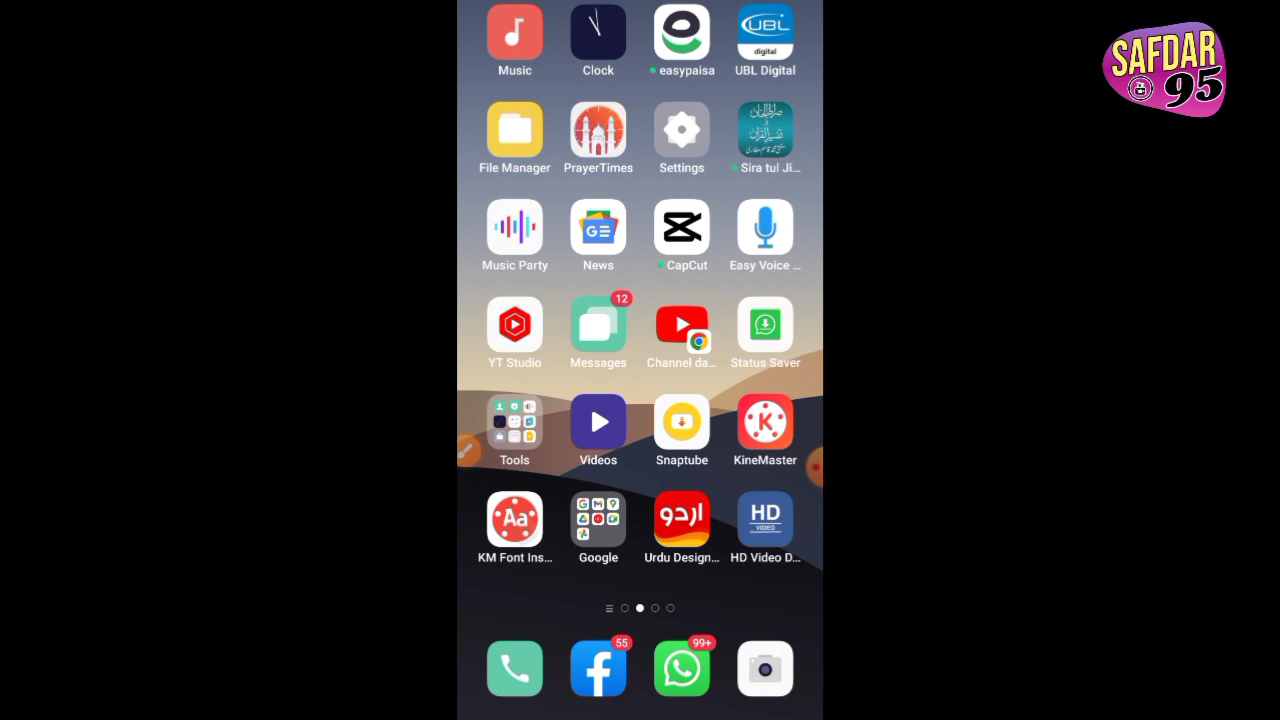 SAFDAR
95
UBL
digital
Music
Clock
easypaisa
UBL Digital
File Manager
PrayerTimes
Settings
Sira tul Ji...
GE
Music Party
News
CapCut
Easy Voice ...
12
YT Studio
Messages
Channel da...
Status Saver
K
Tools
Videos
Snaptube
KineMaster
Aa
اردو
HD
VIDEO
KM Font Ins...
Google
Urdu Design...
HD Video D...
55
99+